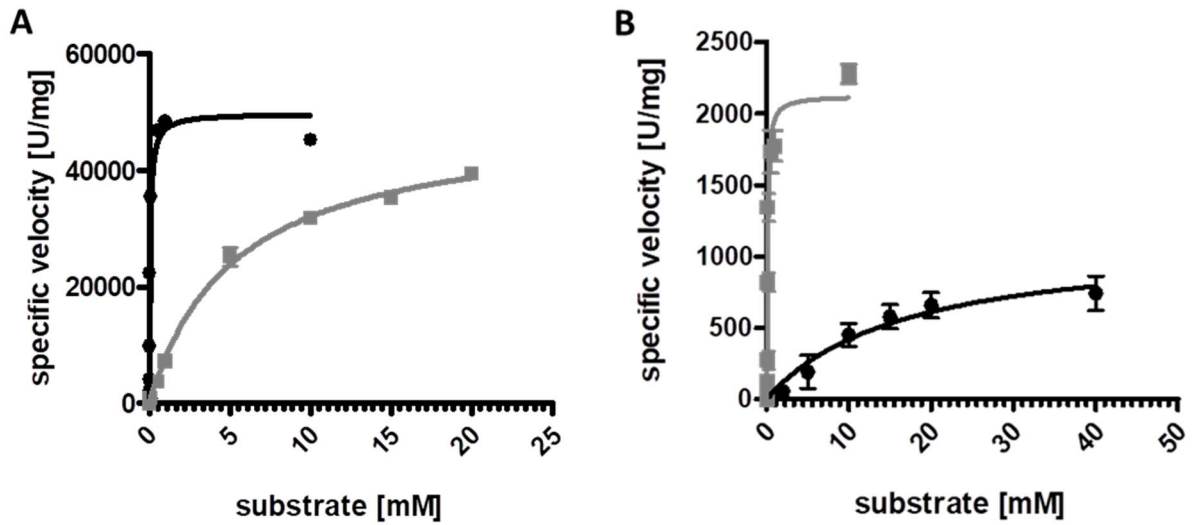 A
specific velocity [U/mg]
60000
40000
20000
0
0 5 10 15 20 25
substrate [mM]
B
specific velocity [U/mg]
2500
2000
1500
1000
500
0
0 10 20 30 40 50
substrate [mM]